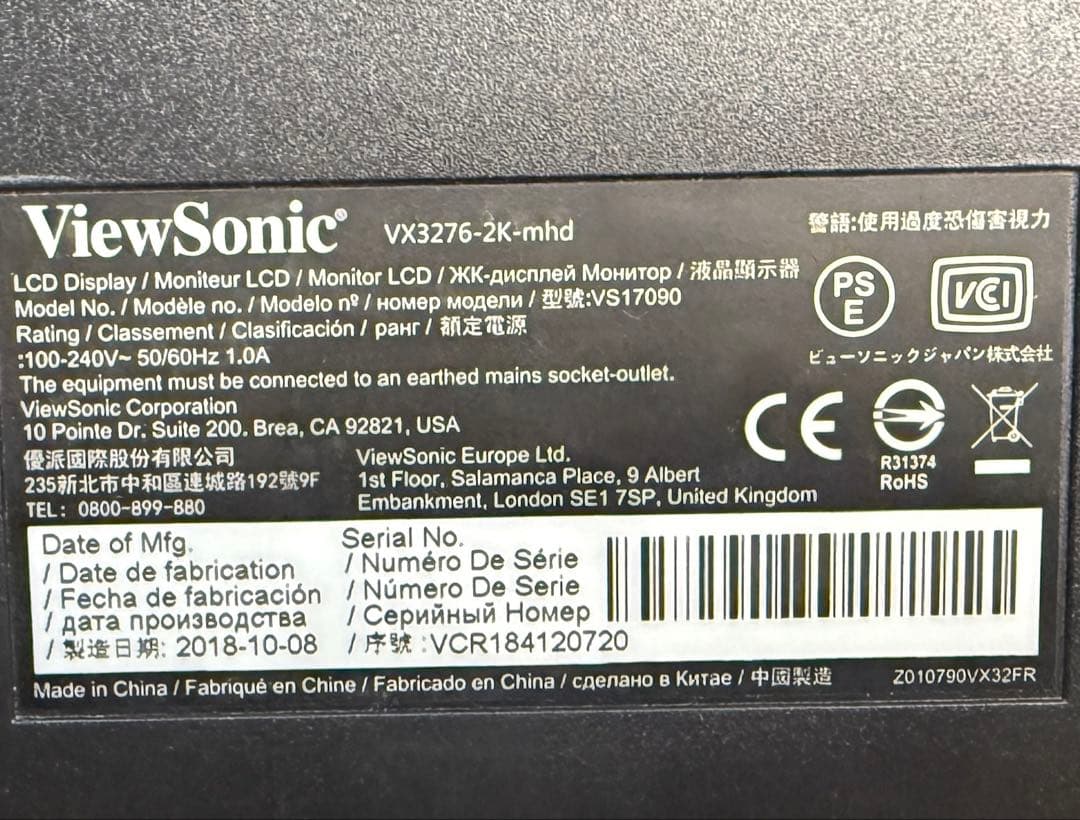 ViewSonic® VX3276-2K-mhd
警語:使用過度恐傷害視力
LCD Display / Moniteur LCD / Monitor LCD / ЖК-дисплей Монитор / 液晶顯示器
Model No. / Modèle no. / Modelo nº / номер модели / 型號:VS17090
Rating / Classement / Clasificación / ранг / 額定電源
:100-240V~ 50/60Hz 1.0A
The equipment must be connected to an earthed mains socket-outlet.
PS
E
VCCI
ビューソニックジャパン株式会社
ViewSonic Corporation
10 Pointe Dr. Suite 200. Brea, CA 92821, USA
優派國際股份有限公司
235新北市中和區連城路192號9F
TEL: 0800-899-880
ViewSonic Europe Ltd.
1st Floor, Salamanca Place, 9 Albert
Embankment, London SE1 7SP, United Kingdom
CE
R31374
RoHS
Date of Mfg.
/ Date de fabrication
/ Fecha de fabricación
/ дата производства
/ 製造日期: 2018-10-08
Serial No.
/ Numéro De Série
/ Número De Serie
/ Серийный Номер
/ 序號 :VCR184120720
Made in China / Fabriqué en Chine / Fabricado en China / сделано в Китае / 中國製造
Z010790VX32FR